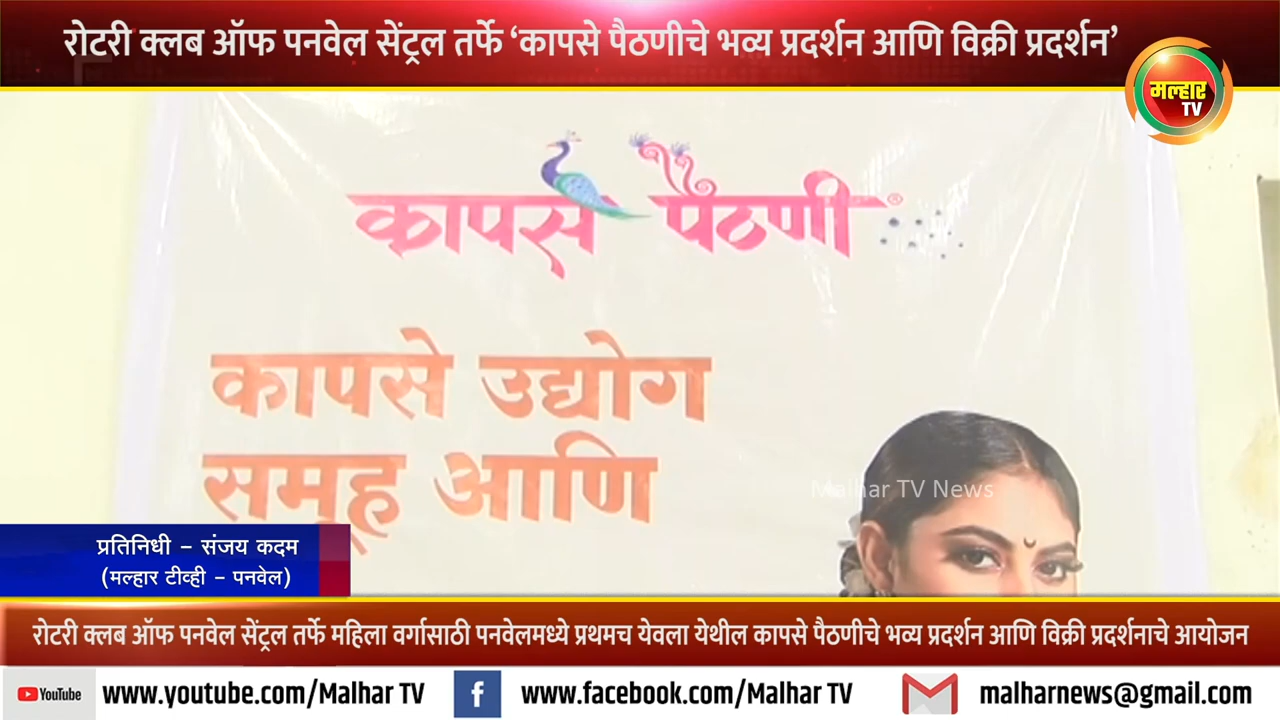 रोटरी क्लब ऑफ पनवेल सेंट्रल तर्फे ‘कापसे पैठणीचे भव्य प्रदर्शन आणि विक्री प्रदर्शन’
मल्हार
TV
कापसे पैठणी®
कापसे उद्योग
समूह आणि
Malhar TV News
प्रतिनिधी - संजय कदम
(मल्हार टीव्ही - पनवेल)
रोटरी क्लब ऑफ पनवेल सेंट्रल तर्फे महिला वर्गासाठी पनवेलमध्ये प्रथमच येवला येथील कापसे पैठणीचे भव्य प्रदर्शन आणि विक्री प्रदर्शनाचे आयोजन
YouTube www.youtube.com/Malhar TV www.facebook.com/Malhar TV malharnews@gmail.com